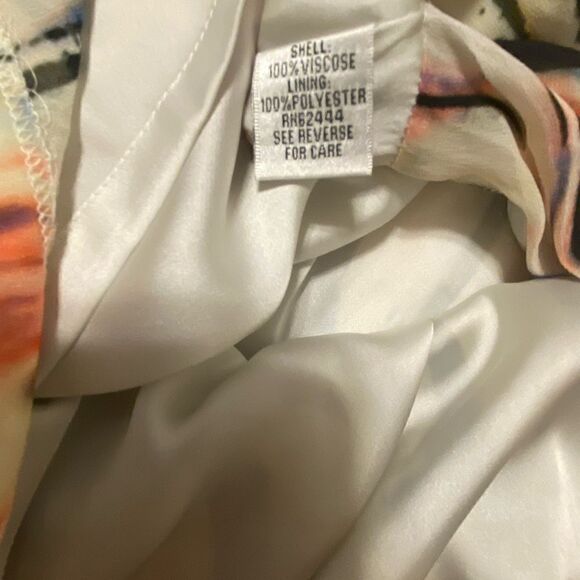 SHELL:
100%VISCOSE
LINING:
100%POLYESTER
RN62444
SEE REVERSE
FOR CARE